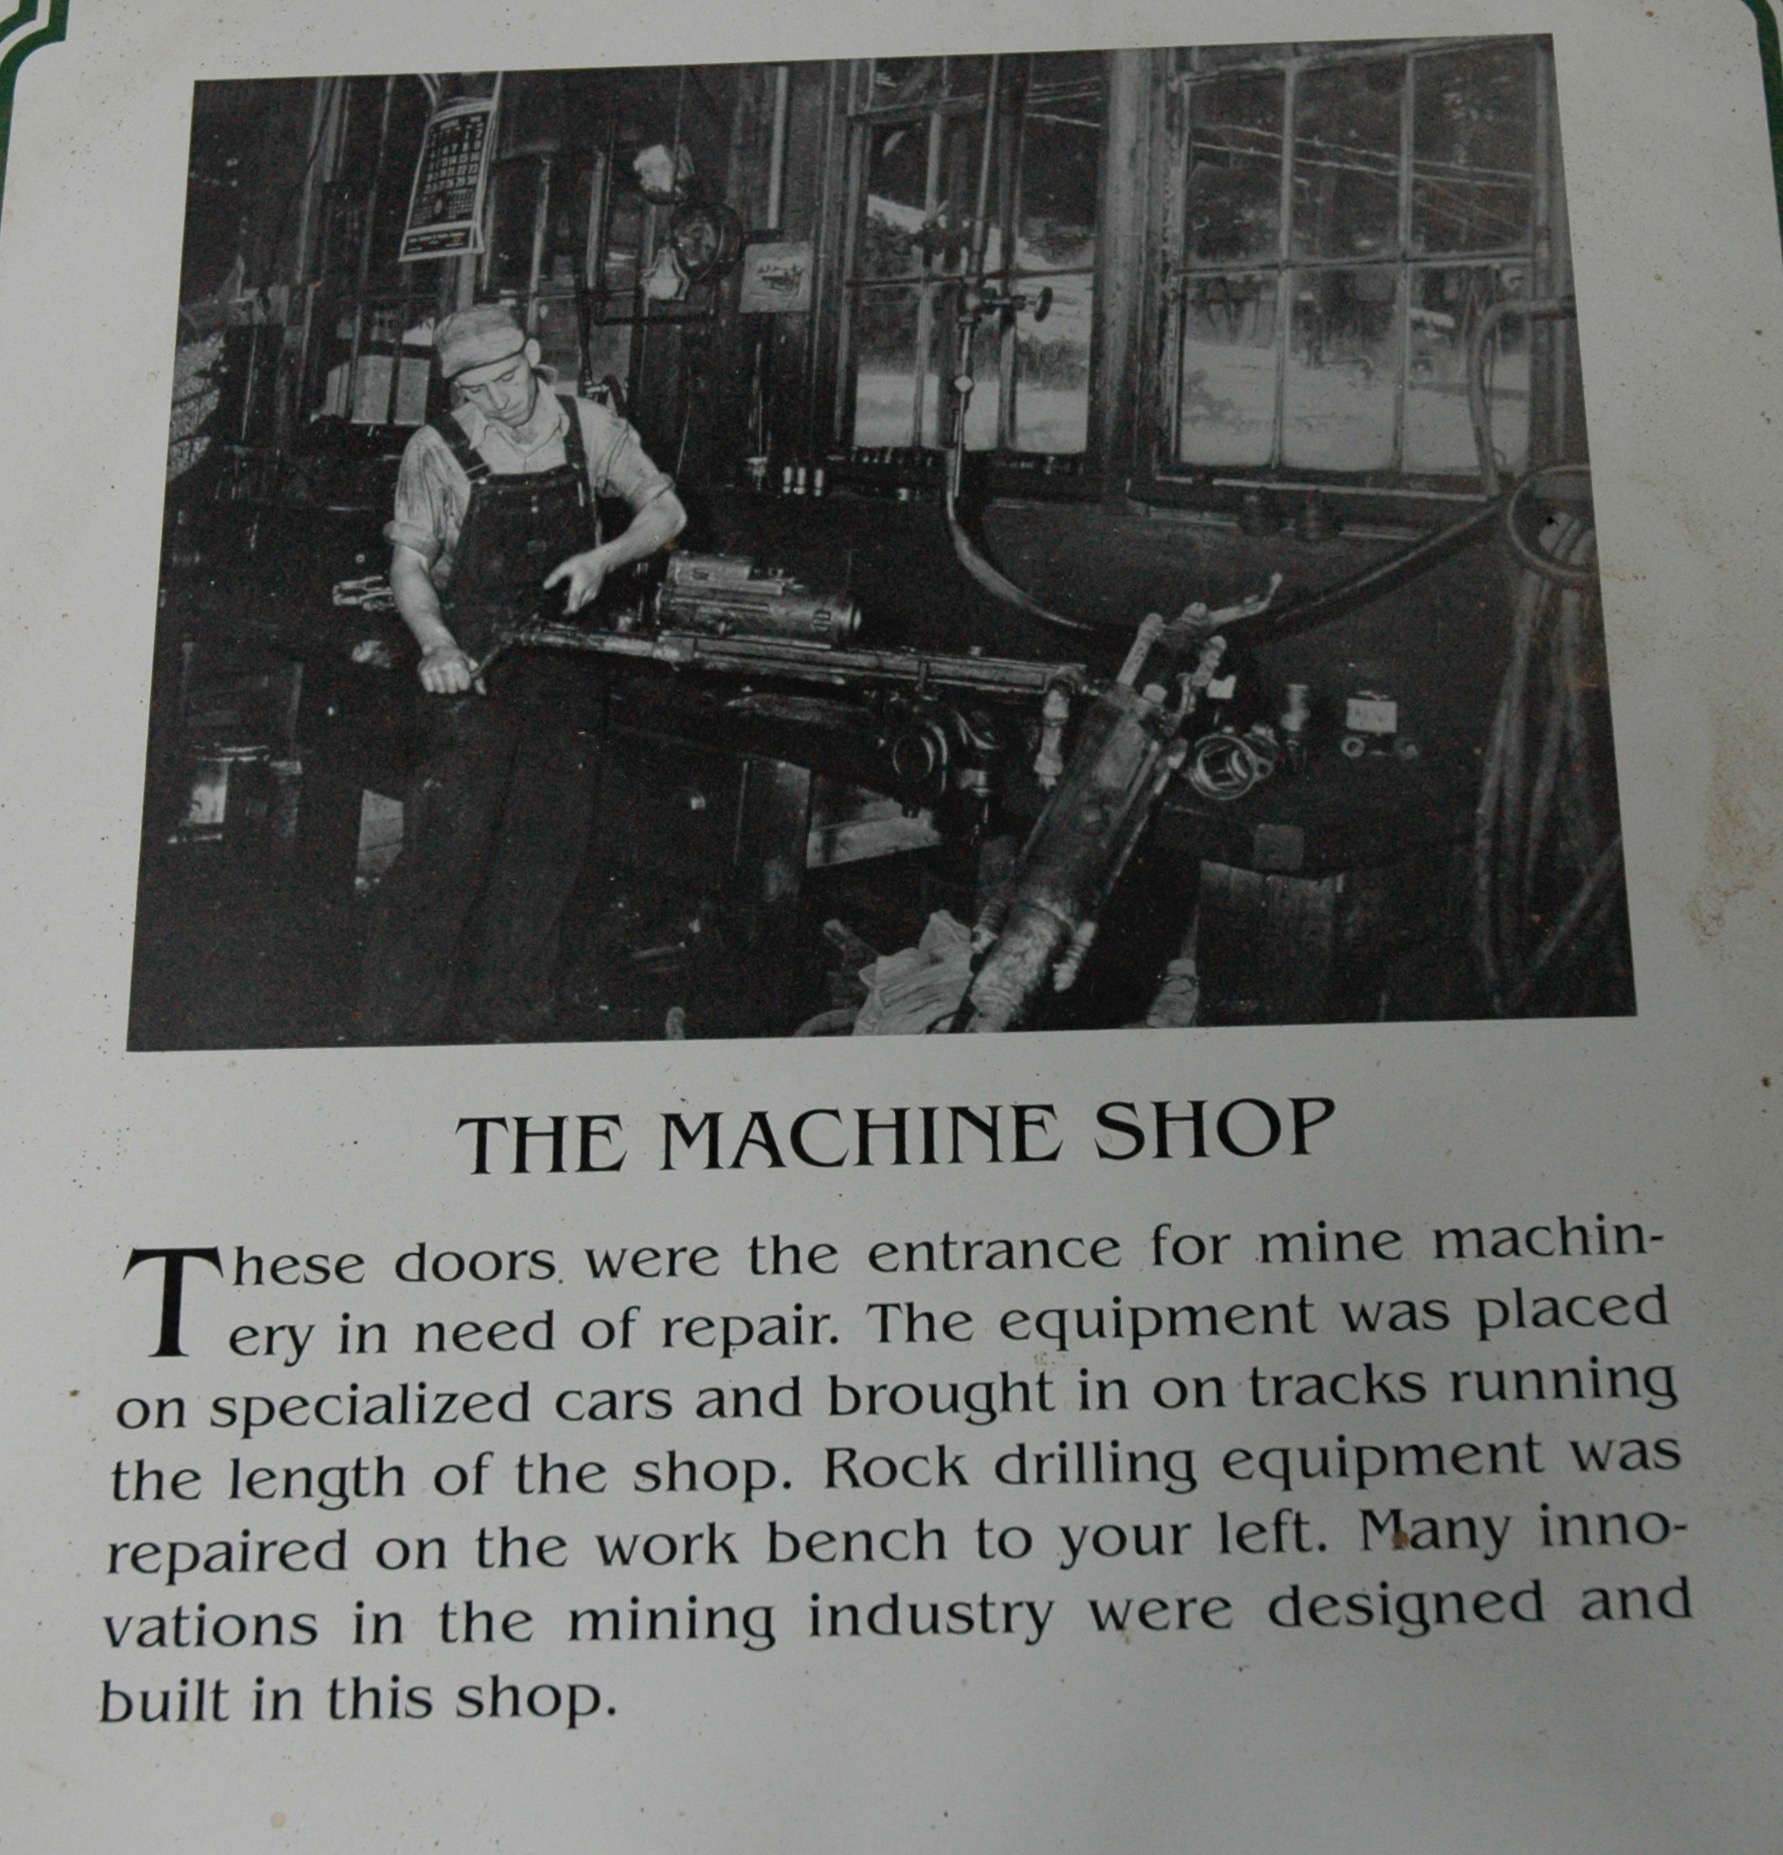 THE MACHINE SHOP
These doors were the entrance for mine machin-
ery in need of repair. The equipment was placed
on specialized cars and brought in on tracks running
the length of the shop. Rock drilling equipment was
repaired on the work bench to your left. Many inno-
vations in the mining industry were designed and
built in this shop.